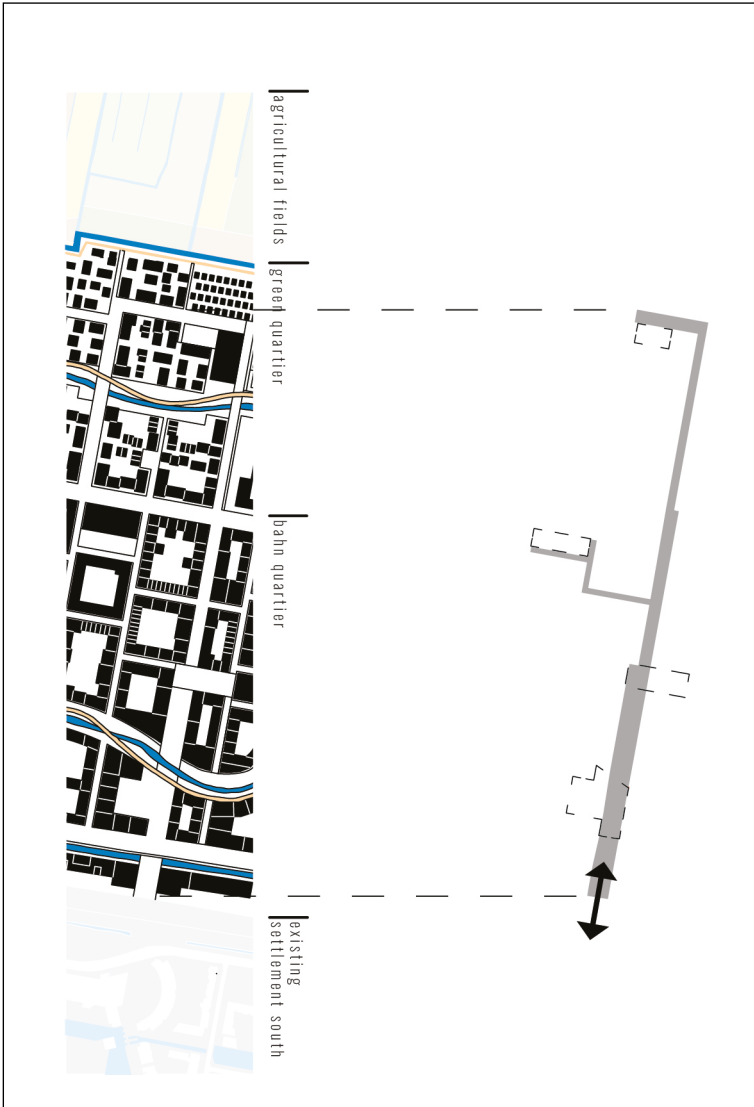 agricultural fields
green quartier
bahn quartier
existing
settlement south